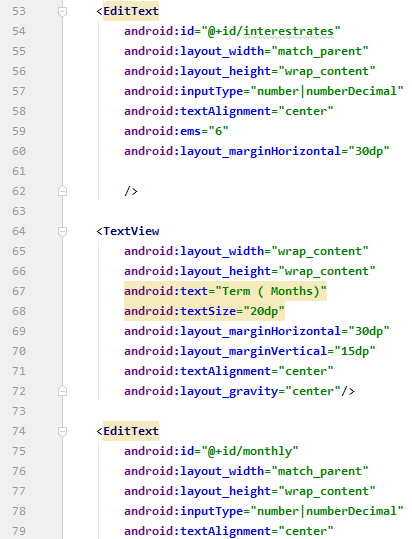 53 <EditText
54 android:id="@+id/interestrates"
55 android:layout_width="match_parent"
56 android:layout_height="wrap_content"
57 android:inputType="number|numberDecimal"
58 android:textAlignment="center"
59 android:ems="6"
60 android:layout_marginHorizontal="30dp"
61
62 />
63
64 <TextView
65 android:layout_width="wrap_content"
66 android:layout_height="wrap_content"
67 android:text="Term ( Months)"
68 android:textSize="20dp"
69 android:layout_marginHorizontal="30dp"
70 android:layout_marginVertical="15dp"
71 android:textAlignment="center"
72 android:layout_gravity="center"/>
73
74 <EditText
75 android:id="@+id/monthly"
76 android:layout_width="match_parent"
77 android:layout_height="wrap_content"
78 android:inputType="number|numberDecimal"
79 android:textAlignment="center"